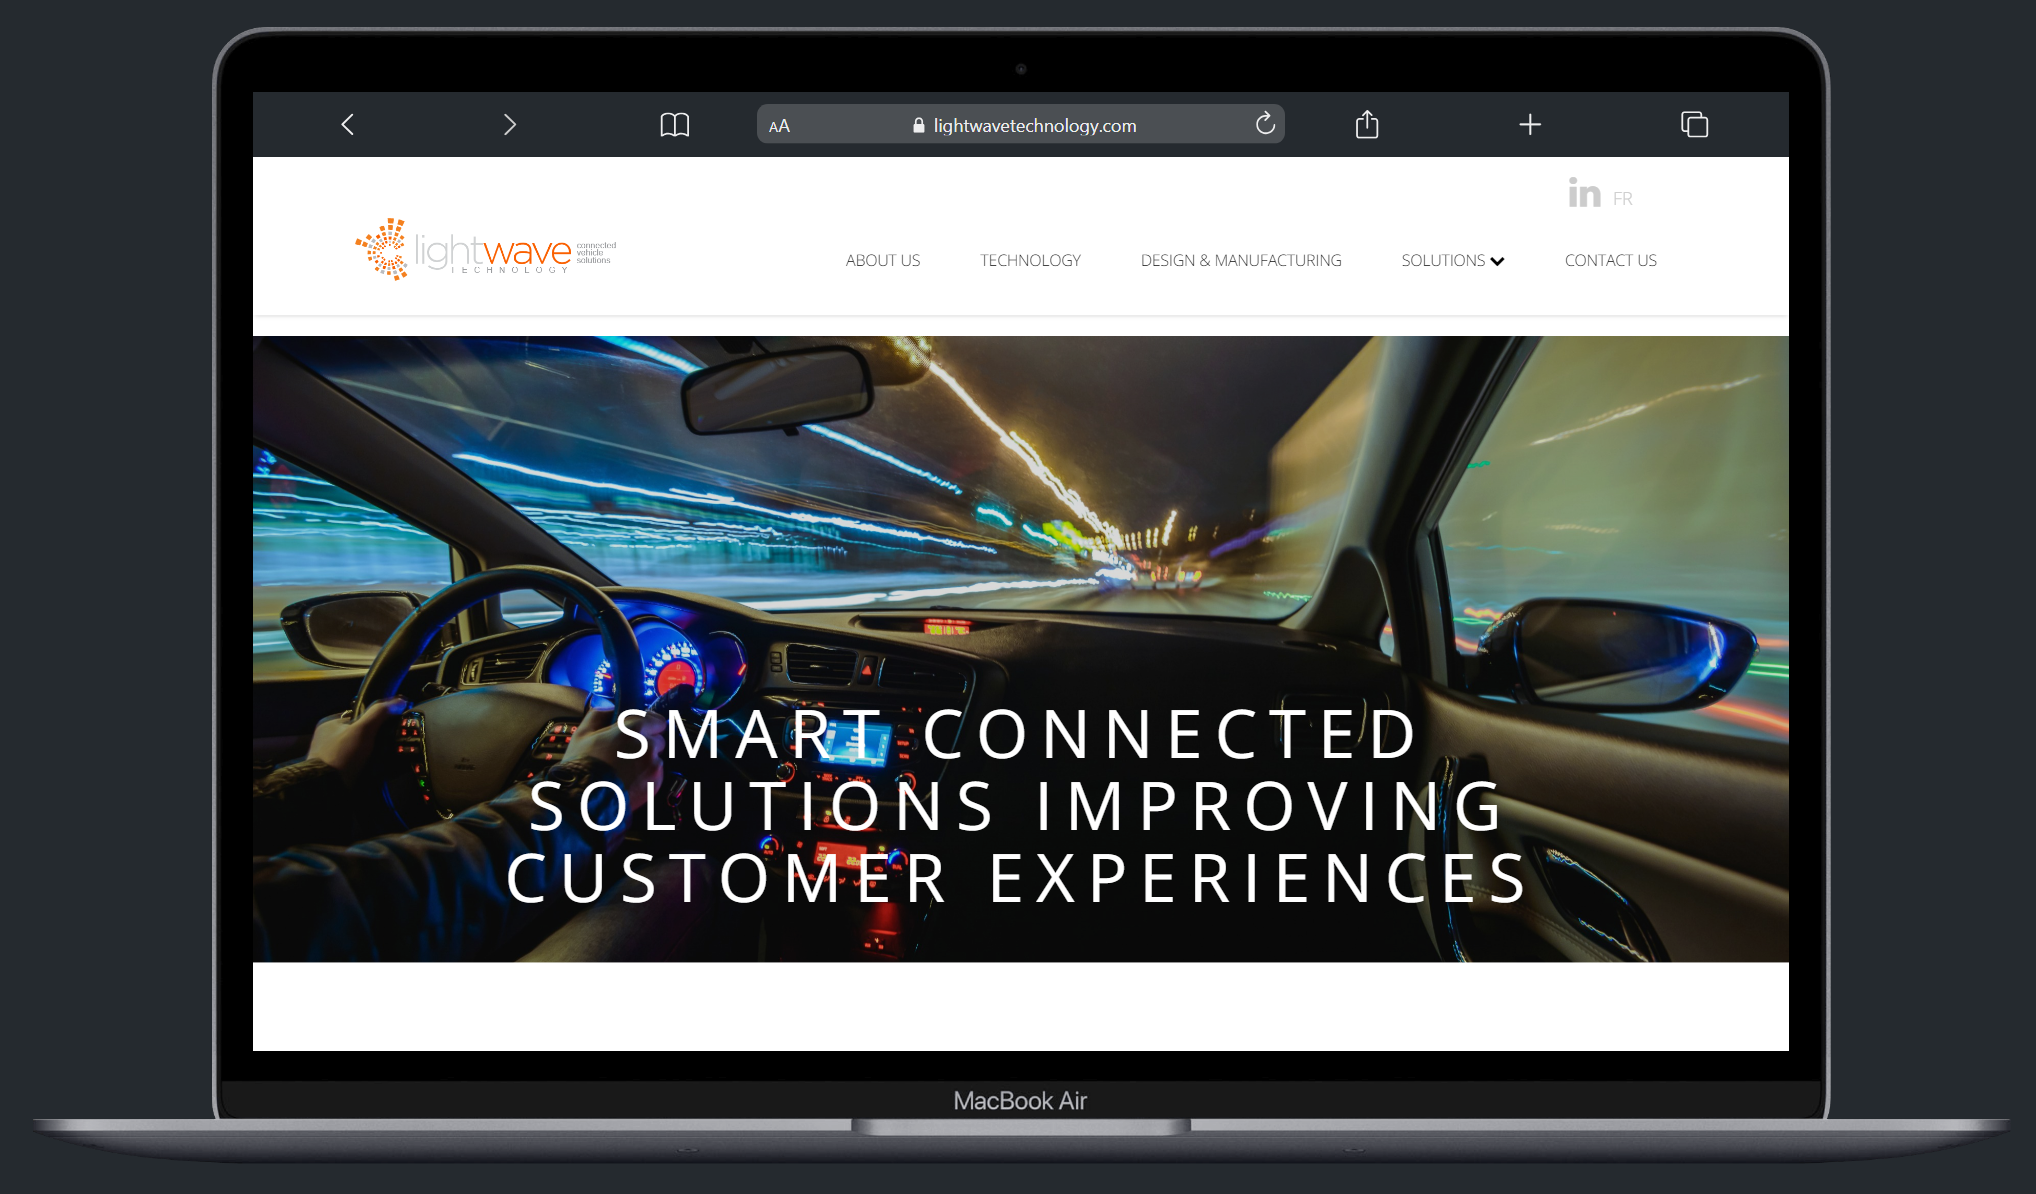 AA lightwavetechnology.com
in FR
lightwave connected vehicle solutions
TECHNOLOGY
ABOUT US TECHNOLOGY DESIGN & MANUFACTURING SOLUTIONS CONTACT US
SMART CONNECTED
SOLUTIONS IMPROVING
CUSTOMER EXPERIENCES
MacBook Air